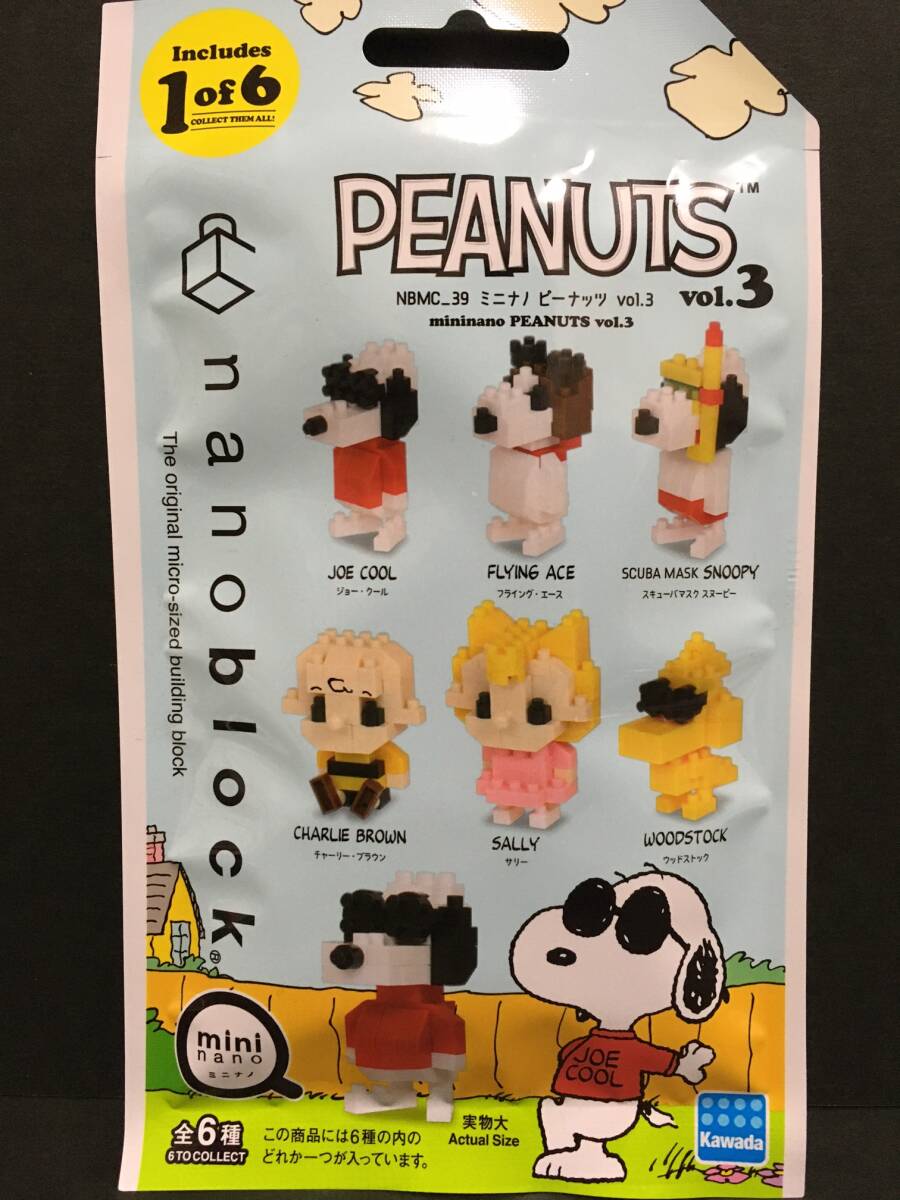 Includes
1 of 6
COLLECT THEM ALL!
PEANUTS™
NBMC_39 ミニナノ ピーナッツ vol.3
vol.3
mininano PEANUTS vol.3
nanoblock®
The original micro-sized building block
JOE COOL
ジョー・クール
FLYING ACE
フライング・エース
SCUBA MASK SNOOPY
スキューバマスク スヌーピー
CHARLIE BROWN
チャーリー・ブラウン
SALLY
サリー
WOODSTOCK
ウッドストック
mini
nano
ミニナノ
JOE
COOL
全6種
6 TO COLLECT
この商品には6種の内の
どれか一つが入っています。
実物大
Actual Size
Kawada